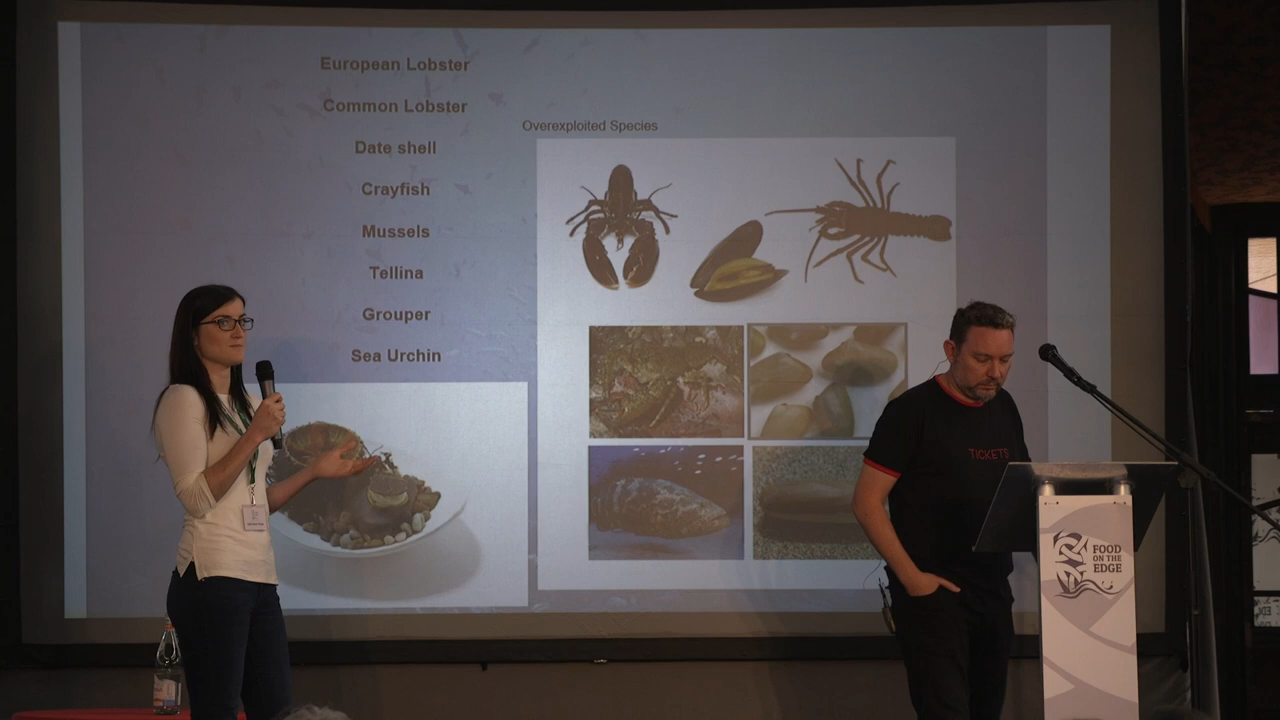 European Lobster
Common Lobster
Date shell
Crayfish
Mussels
Tellina
Grouper
Sea Urchin
Overexploited Species
TICKETS
FOOD
ON THE
EDGE